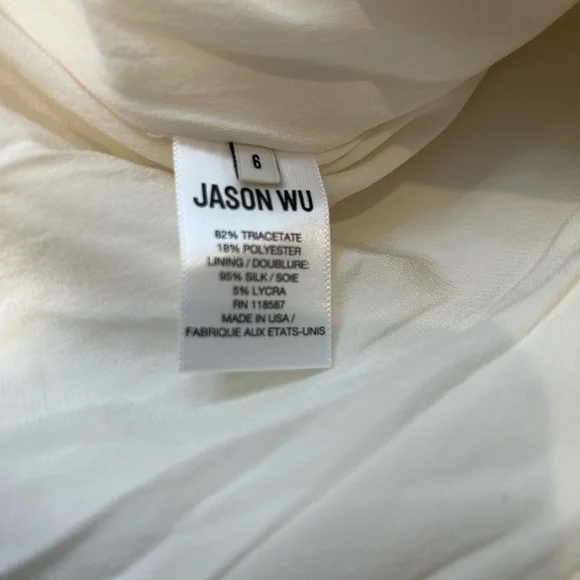 6
JASON WU
82% TRIACETATE
18% POLYESTER
LINING / DOUBLURE:
95% SILK / SOIE
5% LYCRA
RN 118567
MADE IN USA /
FABRIQUE AUX ETATS-UNIS